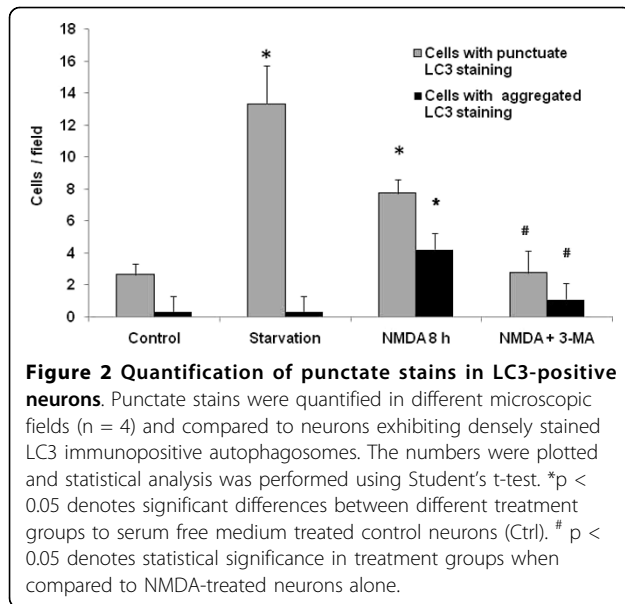 18
16
14
12
10
8
6
4
2
0
Cells / field
*
*
*
#
#
Cells with punctuate
LC3 staining
Cells with aggregated
LC3 staining
Control Starvation NMDA 8 h NMDA + 3-MA
Figure 2 Quantification of punctate stains in LC3-positive
neurons. Punctate stains were quantified in different microscopic
fields (n = 4) and compared to neurons exhibiting densely stained
LC3 immunopositive autophagosomes. The numbers were plotted
and statistical analysis was performed using Student's t-test. *p <
0.05 denotes significant differences between different treatment
groups to serum free medium treated control neurons (Ctrl). # p <
0.05 denotes statistical significance in treatment groups when
compared to NMDA-treated neurons alone.